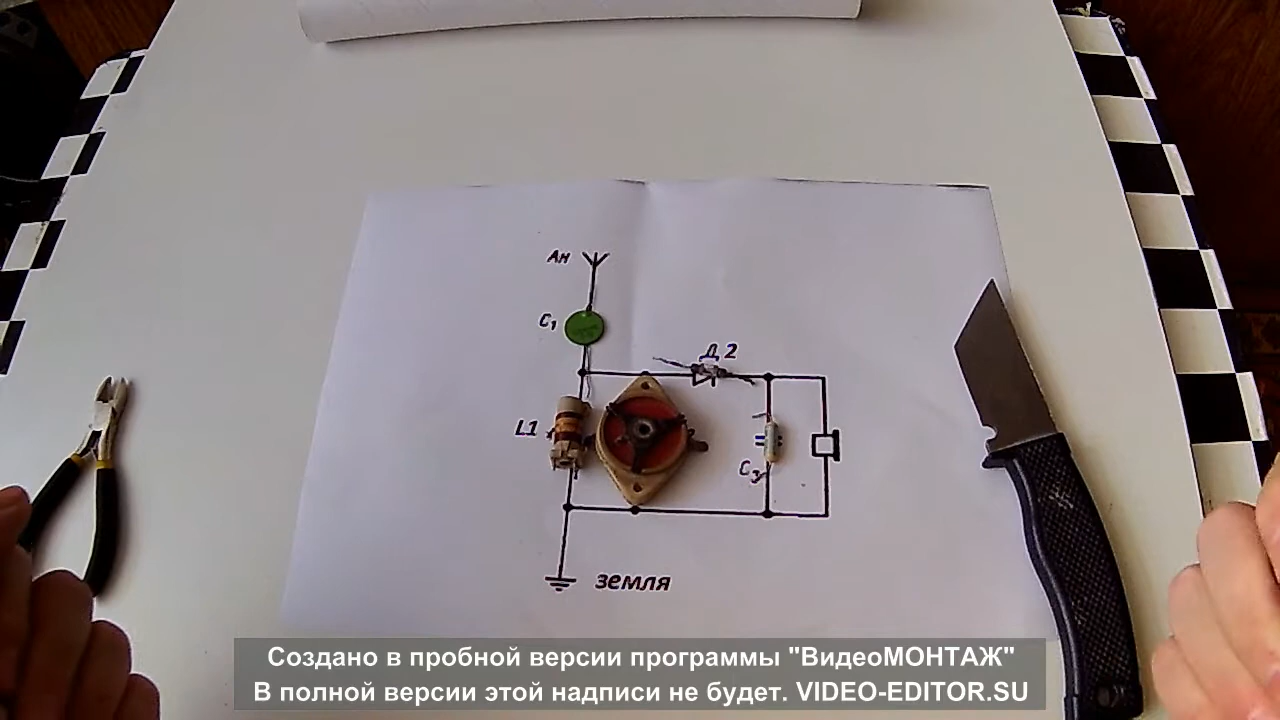 Ан
С₁
Д 2
L1
С₃
земля
Создано в пробной версии программы "ВидеоМОНТАЖ"
В полной версии этой надписи не будет. VIDEO-EDITOR.SU